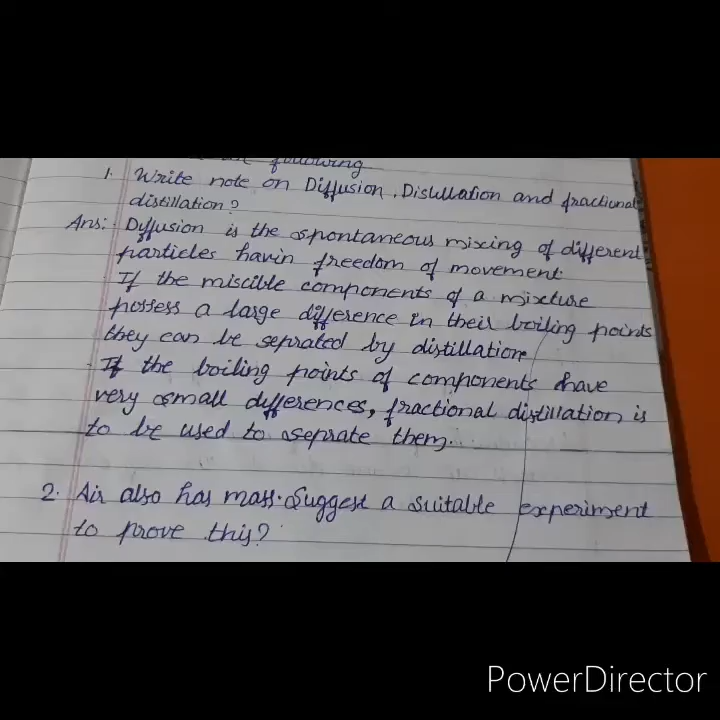 following
1. Write note on Diffusion, Distillation and fractional
distillation?
Ans:- Diffusion is the spontaneous mixing of different
particles havin freedom of movement.
If the miscible components of a mixture
possess a large difference in their boiling points
they can be seprated by distillation
If the boiling points of components have
very small differences, fractional distillation is
to be used to seprate them.
2. Air also has mass. Suggest a suitable experiment
to prove this?
PowerDirector